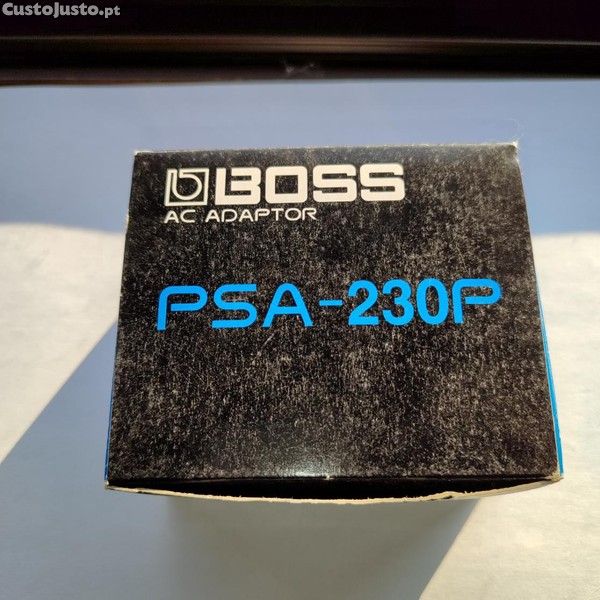 CustoJusto.pt
BOSS
AC ADAPTOR
PSA-230P